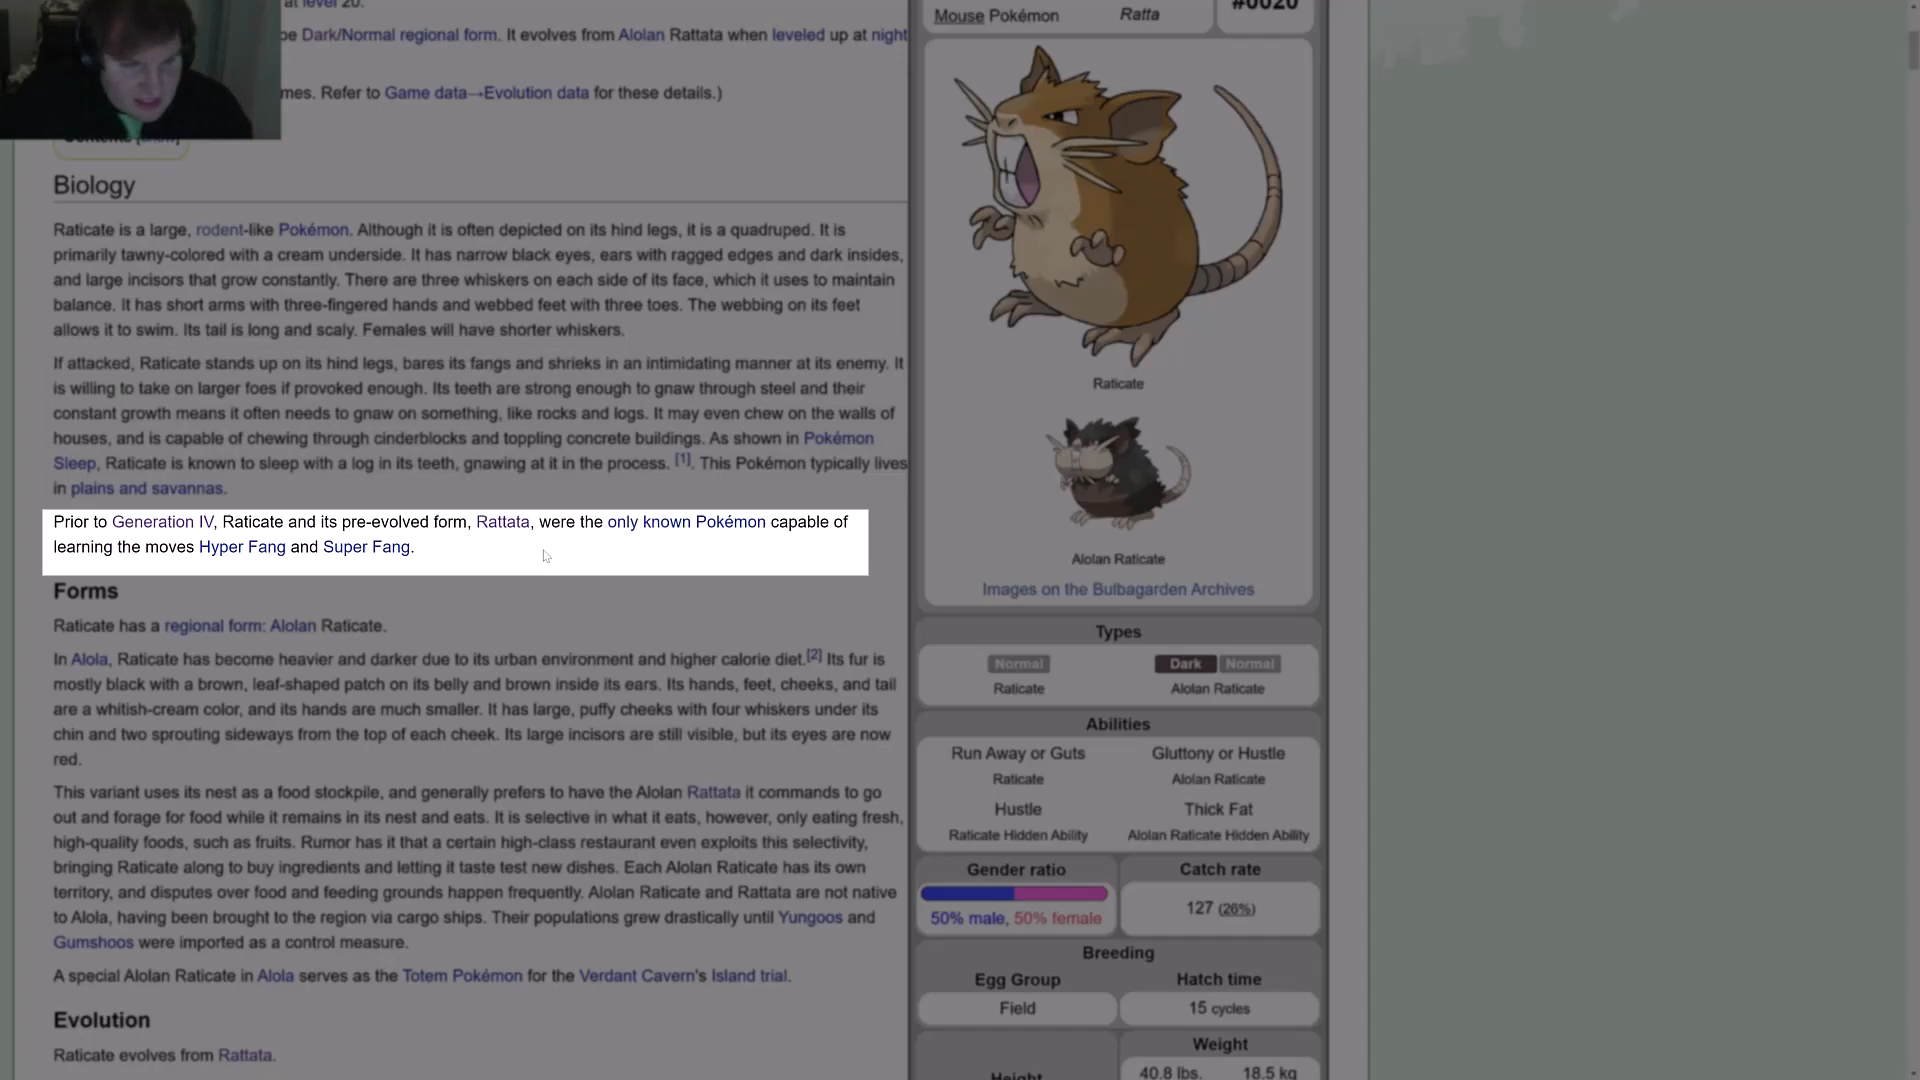 at level 20.
be Dark/Normal regional form. It evolves from Alolan Rattata when leveled up at night
mes. Refer to Game data→Evolution data for these details.)
Contents [show]
Biology
Raticate is a large, rodent-like Pokémon. Although it is often depicted on its hind legs, it is a quadruped. It is
primarily tawny-colored with a cream underside. It has narrow black eyes, ears with ragged edges and dark insides,
and large incisors that grow constantly. There are three whiskers on each side of its face, which it uses to maintain
balance. It has short arms with three-fingered hands and webbed feet with three toes. The webbing on its feet
allows it to swim. Its tail is long and scaly. Females will have shorter whiskers.
If attacked, Raticate stands up on its hind legs, bares its fangs and shrieks in an intimidating manner at its enemy. It
is willing to take on larger foes if provoked enough. Its teeth are strong enough to gnaw through steel and their
constant growth means it often needs to gnaw on something, like rocks and logs. It may even chew on the walls of
houses, and is capable of chewing through cinderblocks and toppling concrete buildings. As shown in Pokémon
Sleep, Raticate is known to sleep with a log in its teeth, gnawing at it in the process. [1]. This Pokémon typically lives
in plains and savannas.
Prior to Generation IV, Raticate and its pre-evolved form, Rattata, were the only known Pokémon capable of
learning the moves Hyper Fang and Super Fang.
Forms
Raticate has a regional form: Alolan Raticate.
In Alola, Raticate has become heavier and darker due to its urban environment and higher calorie diet.[2] Its fur is
mostly black with a brown, leaf-shaped patch on its belly and brown inside its ears. Its hands, feet, cheeks, and tail
are a whitish-cream color, and its hands are much smaller. It has large, puffy cheeks with four whiskers under its
chin and two sprouting sideways from the top of each cheek. Its large incisors are still visible, but its eyes are now
red.
This variant uses its nest as a food stockpile, and generally prefers to have the Alolan Rattata it commands to go
out and forage for food while it remains in its nest and eats. It is selective in what it eats, however, only eating fresh,
high-quality foods, such as fruits. Rumor has it that a certain high-class restaurant even exploits this selectivity,
bringing Raticate along to buy ingredients and letting it taste test new dishes. Each Alolan Raticate has its own
territory, and disputes over food and feeding grounds happen frequently. Alolan Raticate and Rattata are not native
to Alola, having been brought to the region via cargo ships. Their populations grew drastically until Yungoos and
Gumshoos were imported as a control measure.
A special Alolan Raticate in Alola serves as the Totem Pokémon for the Verdant Cavern's Island trial.
Evolution
Raticate evolves from Rattata.
Mouse Pokémon Ratta #0020
Raticate
Alolan Raticate
Images on the Bulbagarden Archives
Types
Normal Dark Normal
Raticate Alolan Raticate
Abilities
Run Away or Guts Gluttony or Hustle
Raticate Alolan Raticate
Hustle Thick Fat
Raticate Hidden Ability Alolan Raticate Hidden Ability
Gender ratio Catch rate
50% male, 50% female 127 (26%)
Breeding
Egg Group Hatch time
Field 15 cycles
Height Weight
40.8 lbs. 18.5 kg